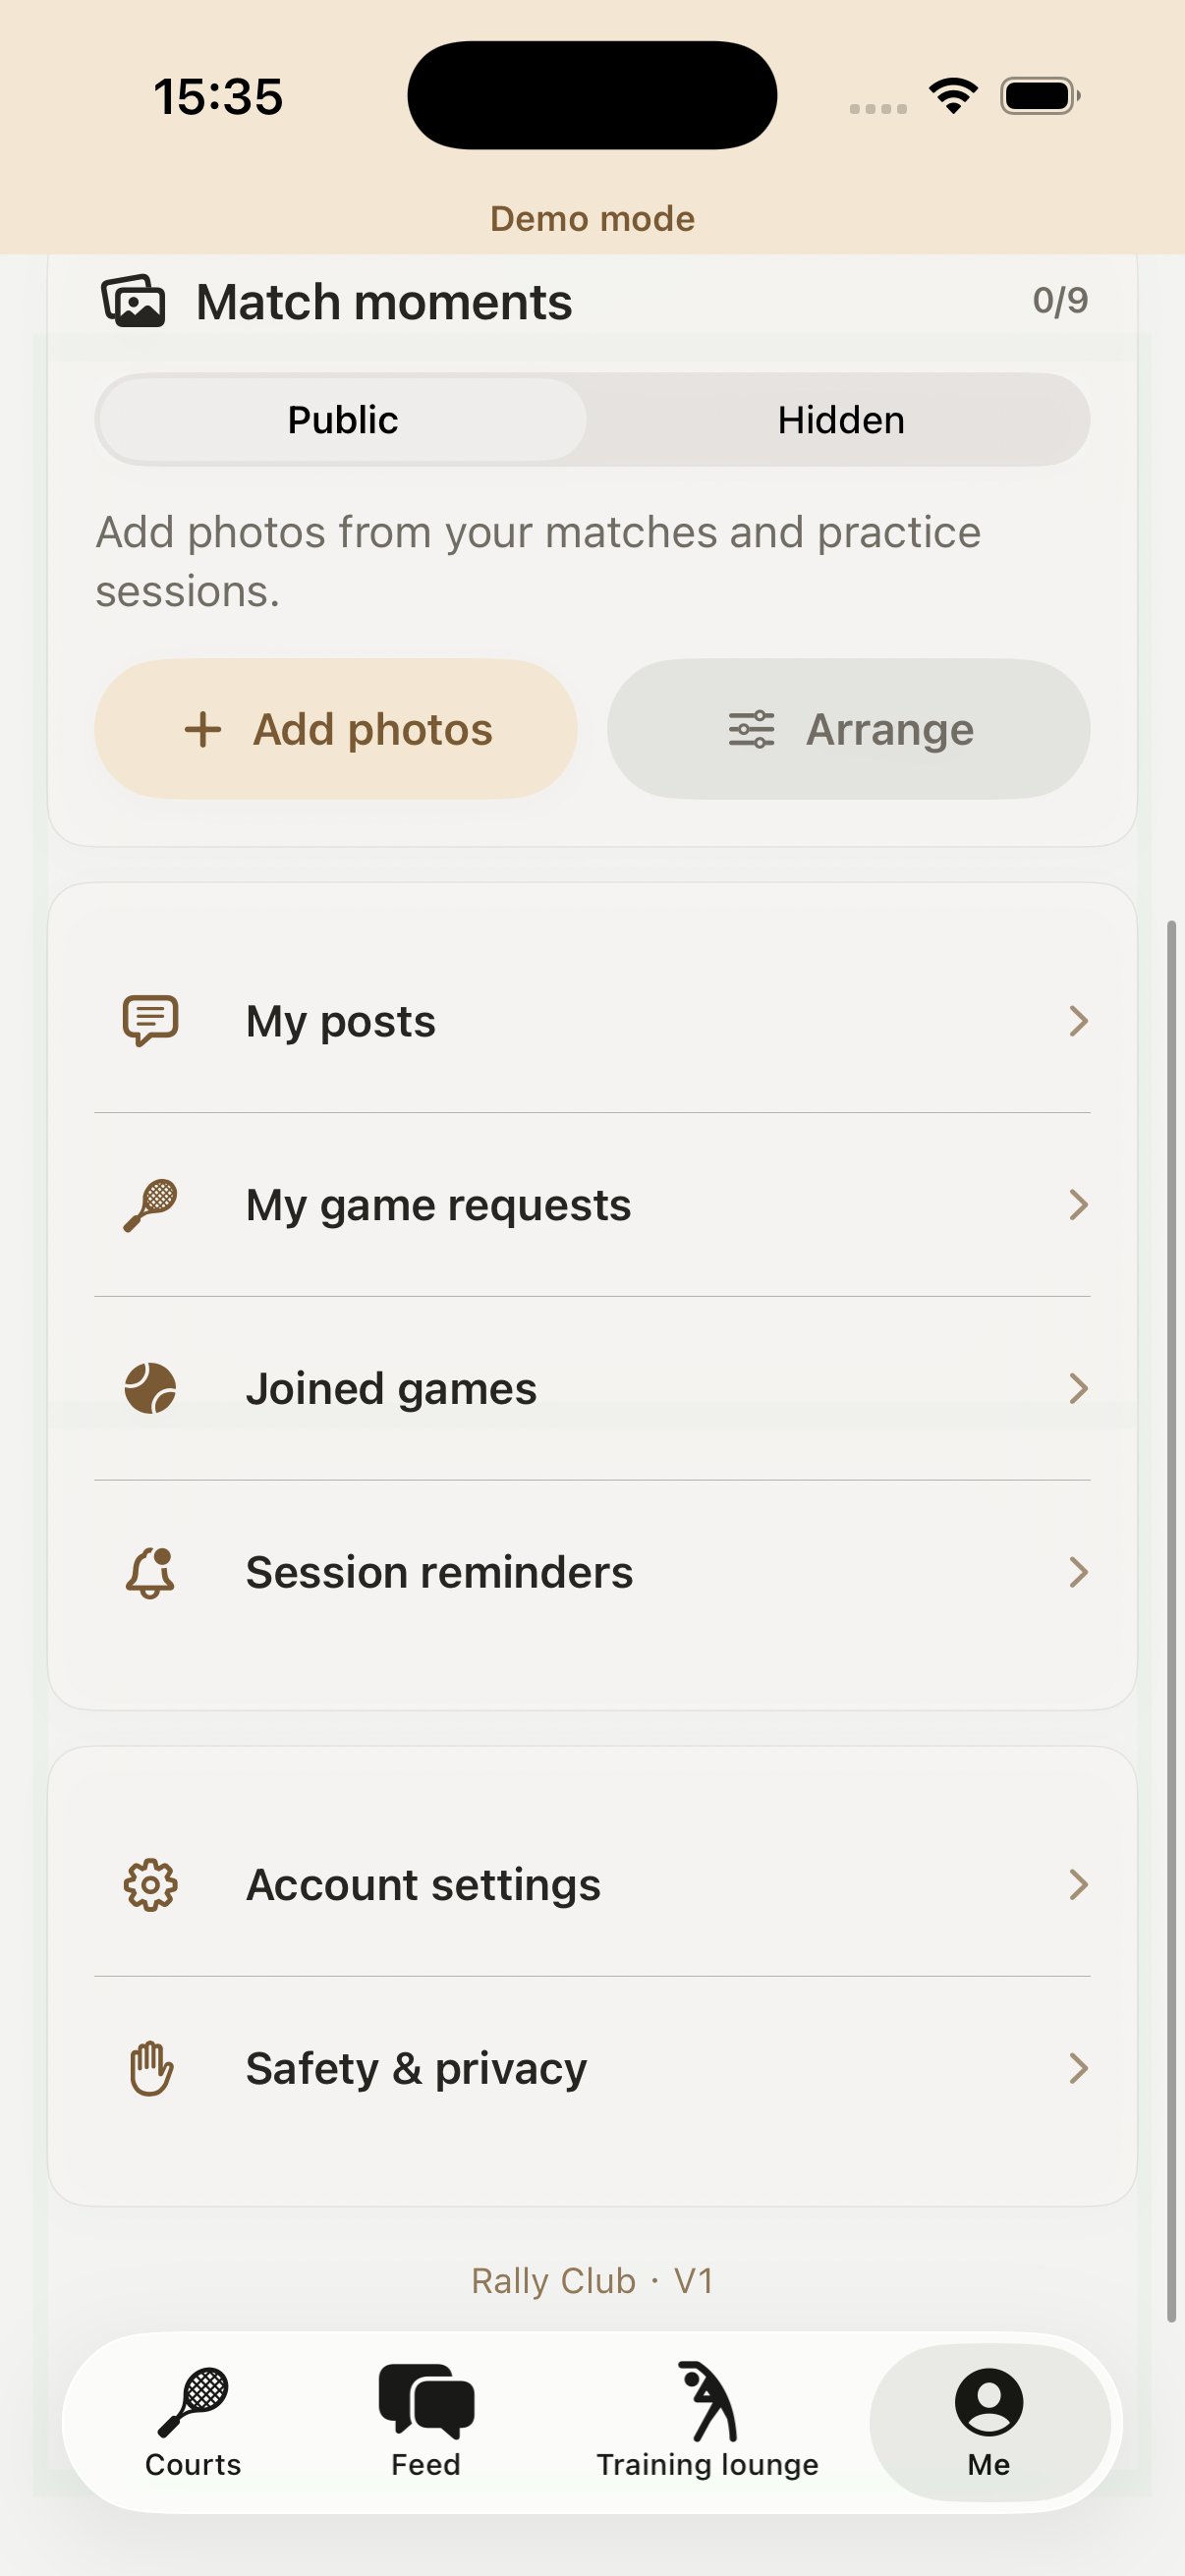 15:35
Demo mode
Match moments
0/9
Public
Hidden
Add photos from your matches and practice
sessions.
Add photos
Arrange
My posts
My game requests
Joined games
Session reminders
Account settings
Safety & privacy
Rally Club · V1
Courts
Feed
Training lounge
Me